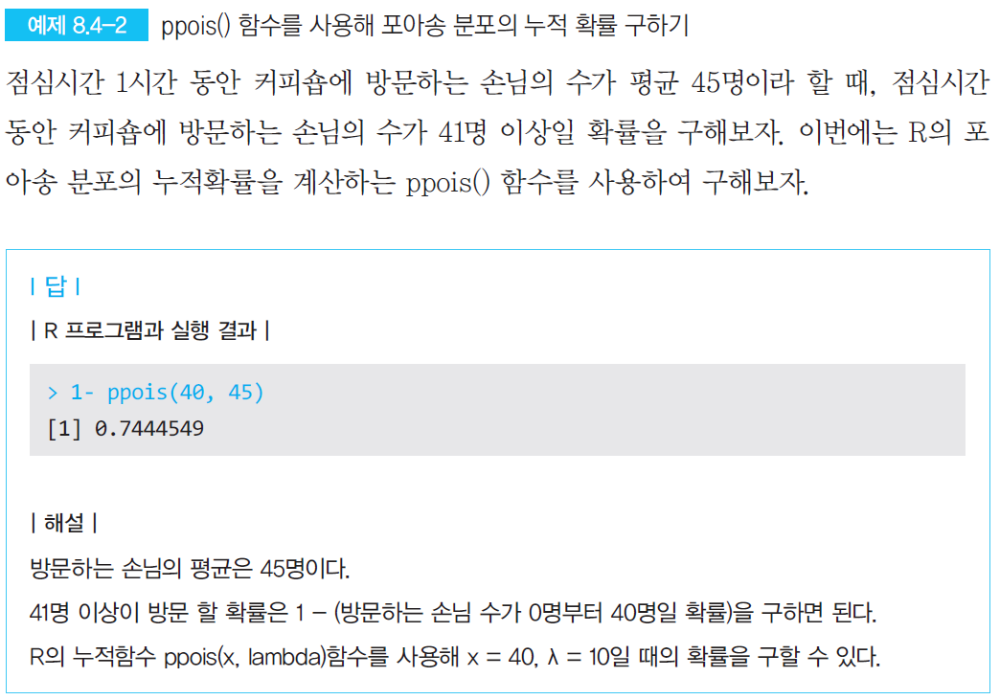 예제 8.4–2 ppois() 함수를 사용해 포아송 분포의 누적 확률 구하기
점심시간 1시간 동안 커피숍에 방문하는 손님의 수가 평균 45명이라 할 때, 점심시간
동안 커피숍에 방문하는 손님의 수가 41명 이상일 확률을 구해보자. 이번에는 R의 포
아송 분포의 누적확률을 계산하는 ppois() 함수를 사용하여 구해보자.
| 답 |
| R 프로그램과 실행 결과 |
> 1- ppois(40, 45)
[1] 0.7444549
| 해설 |
방문하는 손님의 평균은 45명이다.
41명 이상이 방문 할 확률은 1 – (방문하는 손님 수가 0명부터 40명일 확률)을 구하면 된다.
R의 누적함수 ppois(x, lambda)함수를 사용해 x = 40, λ = 10일 때의 확률을 구할 수 있다.